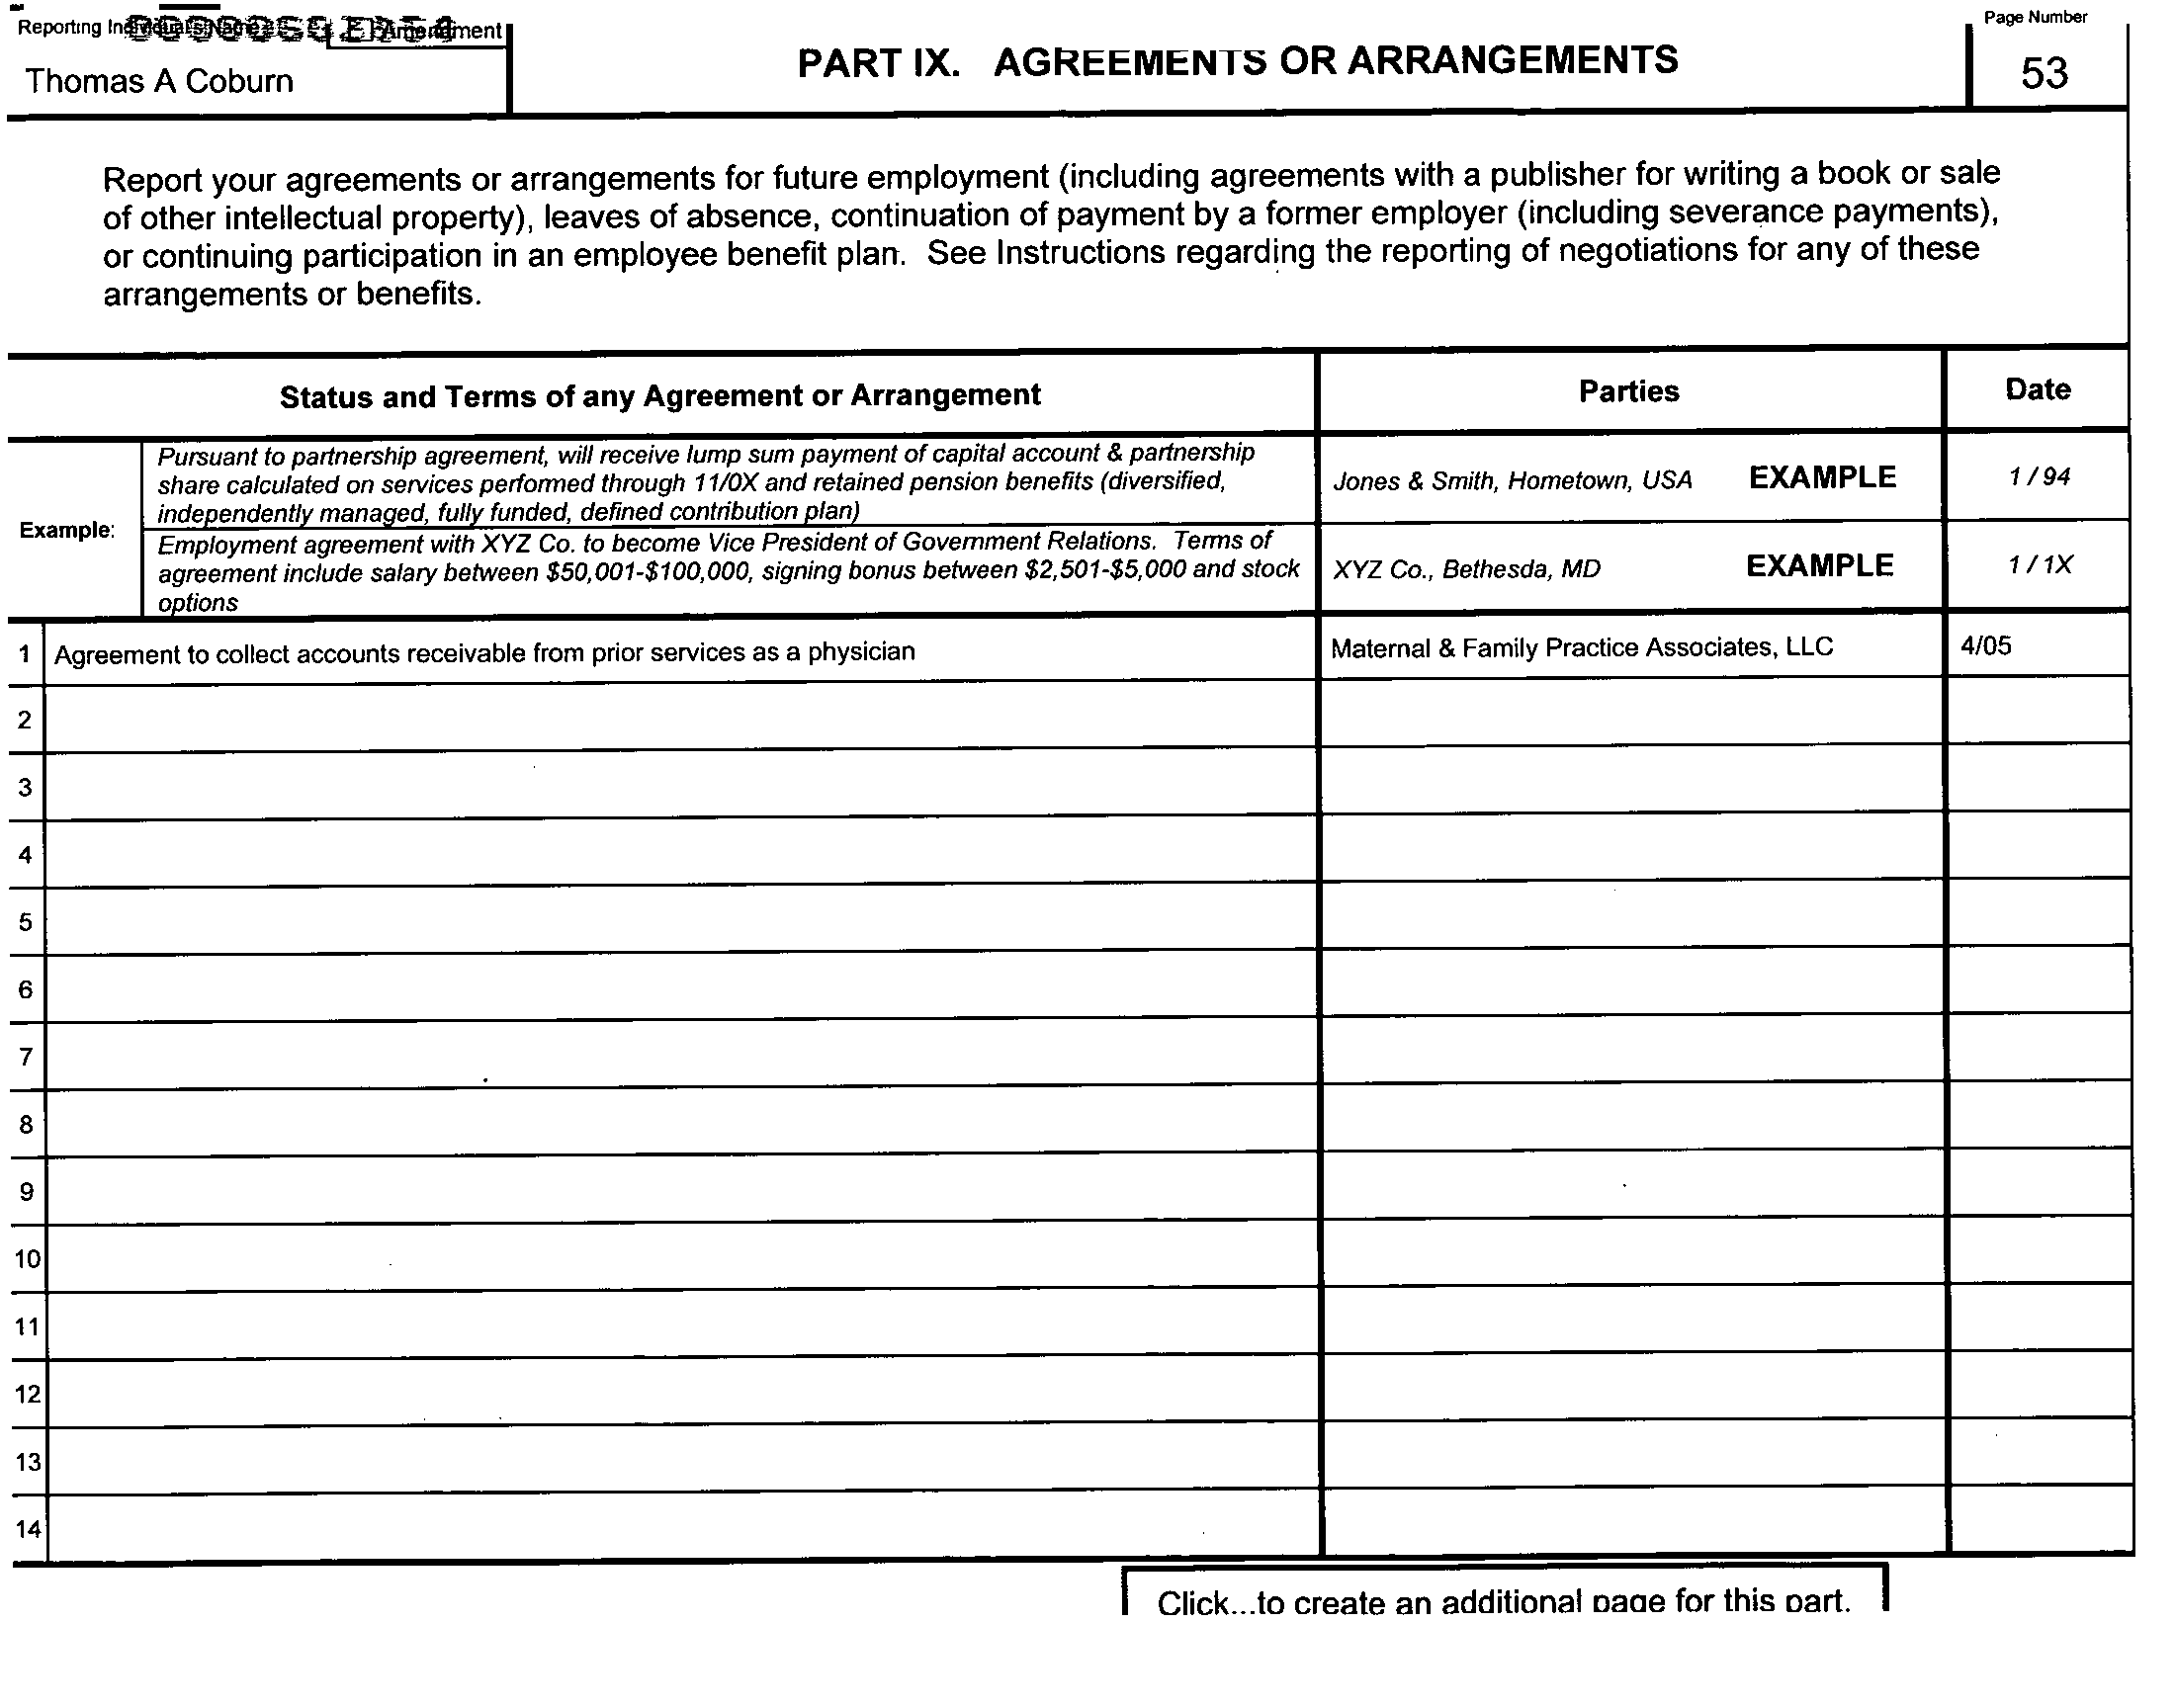 Reporting
Amendment
Thomas A Coburn
PART IX. AGREEMENTS OR ARRANGEMENTS
Page Number
53
Report your agreements or arrangements for future employment (including agreements with a publisher for writing a book or sale
of other intellectual property), leaves of absence, continuation of payment by a former employer (including severance payments),
or continuing participation in an employee benefit plan. See Instructions regarding the reporting of negotiations for any of these
arrangements or benefits.
Status and Terms of any Agreement or Arrangement
Parties
Date
Example:
Pursuant to partnership agreement, will receive lump sum payment of capital account & partnership
share calculated on services performed through 11/0X and retained pension benefits (diversified,
independently managed, fully funded, defined contribution plan)
Jones & Smith, Hometown, USA EXAMPLE
1 / 94
Employment agreement with XYZ Co. to become Vice President of Government Relations. Terms of
agreement include salary between $50,001-$100,000, signing bonus between $2,501-$5,000 and stock
options
XYZ Co., Bethesda, MD EXAMPLE
1 / 1X
1 Agreement to collect accounts receivable from prior services as a physician
Maternal & Family Practice Associates, LLC
4/05
2
3
4
5
6
7
8
9
10
11
12
13
14
Click...to create an additional page for this part.